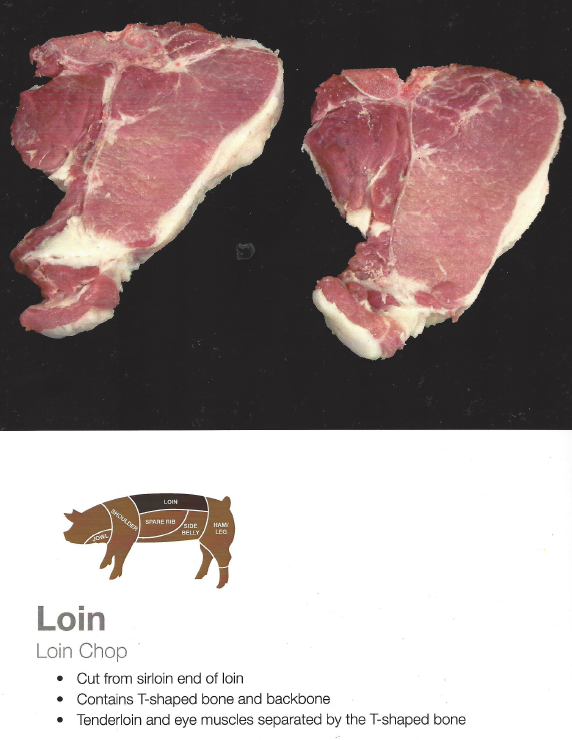 LOIN
SHOULDER
SPARE RIB
SIDE
BELLY
HAM/
LEG
JOWL
Loin
Loin Chop
• Cut from sirloin end of loin
• Contains T-shaped bone and backbone
• Tenderloin and eye muscles separated by the T-shaped bone